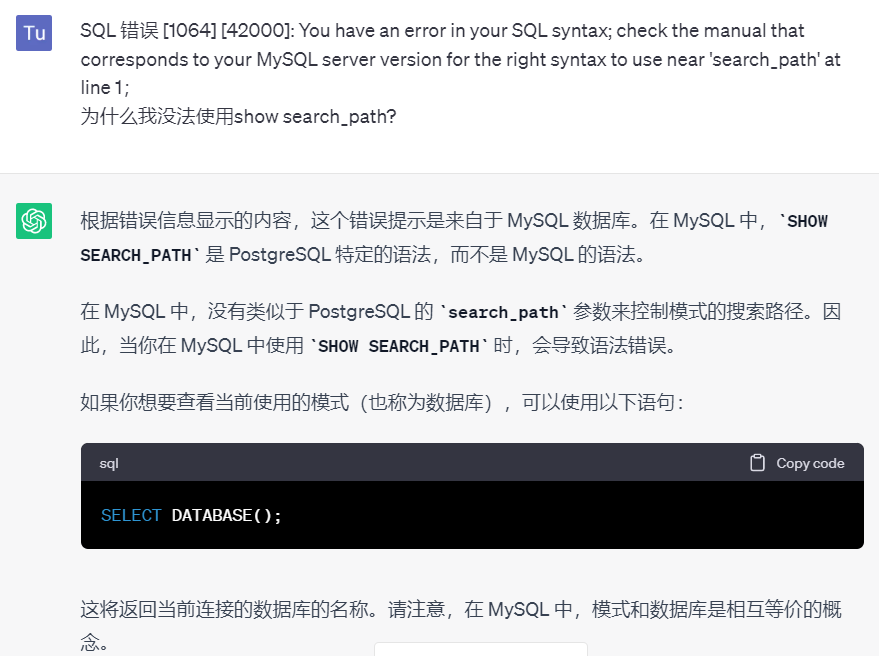 Tu
SQL 错误 [1064] [42000]: You have an error in your SQL syntax; check the manual that
corresponds to your MySQL server version for the right syntax to use near 'search_path' at
line 1;
为什么我没法使用show search_path?
根据错误信息显示的内容，这个错误提示是来自于 MySQL 数据库。在 MySQL 中，`SHOW
SEARCH_PATH` 是 PostgreSQL 特定的语法，而不是 MySQL 的语法。
在 MySQL 中，没有类似于 PostgreSQL 的 `search_path` 参数来控制模式的搜索路径。因
此，当你在 MySQL 中使用 `SHOW SEARCH_PATH` 时，会导致语法错误。
如果你想要查看当前使用的模式（也称为数据库），可以使用以下语句：
sql
Copy code
SELECT DATABASE();
这将返回当前连接的数据库的名称。请注意，在 MySQL 中，模式和数据库是相互等价的概
念。